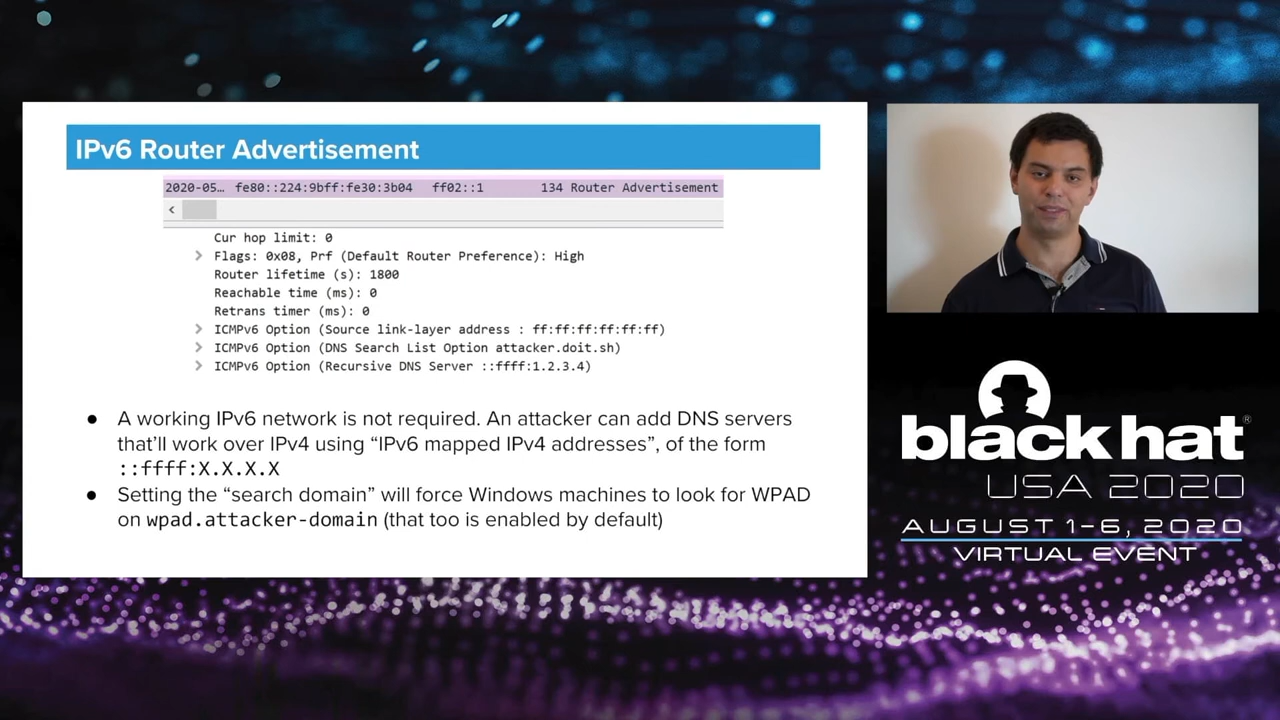 IPv6 Router Advertisement
2020-05… fe80::224:9bff:fe30:3b04 ff02::1 134 Router Advertisement
<
Cur hop limit: 0
> Flags: 0x08, Prf (Default Router Preference): High
Router lifetime (s): 1800
Reachable time (ms): 0
Retrans timer (ms): 0
> ICMPv6 Option (Source link-layer address : ff:ff:ff:ff:ff:ff)
> ICMPv6 Option (DNS Search List Option attacker.doit.sh)
> ICMPv6 Option (Recursive DNS Server ::ffff:1.2.3.4)
● A working IPv6 network is not required. An attacker can add DNS servers
that’ll work over IPv4 using “IPv6 mapped IPv4 addresses”, of the form
::ffff:X.X.X.X
● Setting the “search domain” will force Windows machines to look for WPAD
on wpad.attacker-domain (that too is enabled by default)
black hat®
USA 2020
AUGUST 1-6, 2020
VIRTUAL EVENT